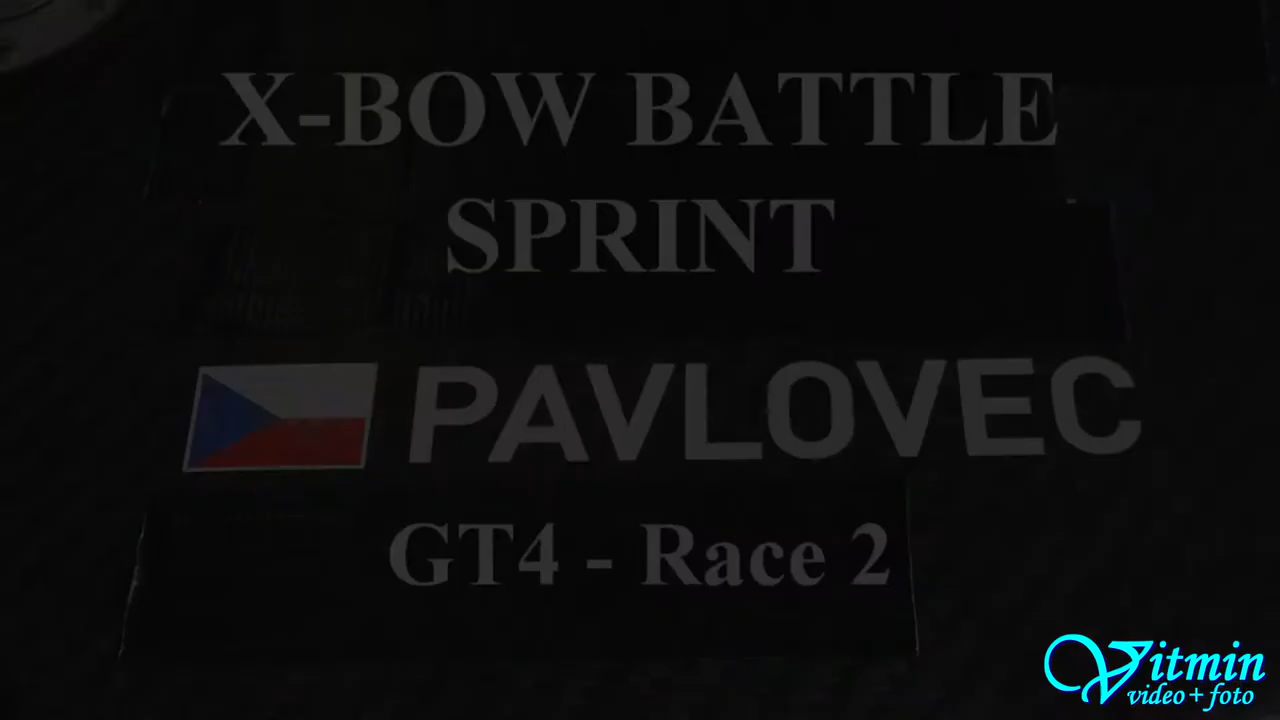 X-BOW BATTLE
SPRINT
PAVLOVEC
GT4 - Race 2
Vitmin
video + foto